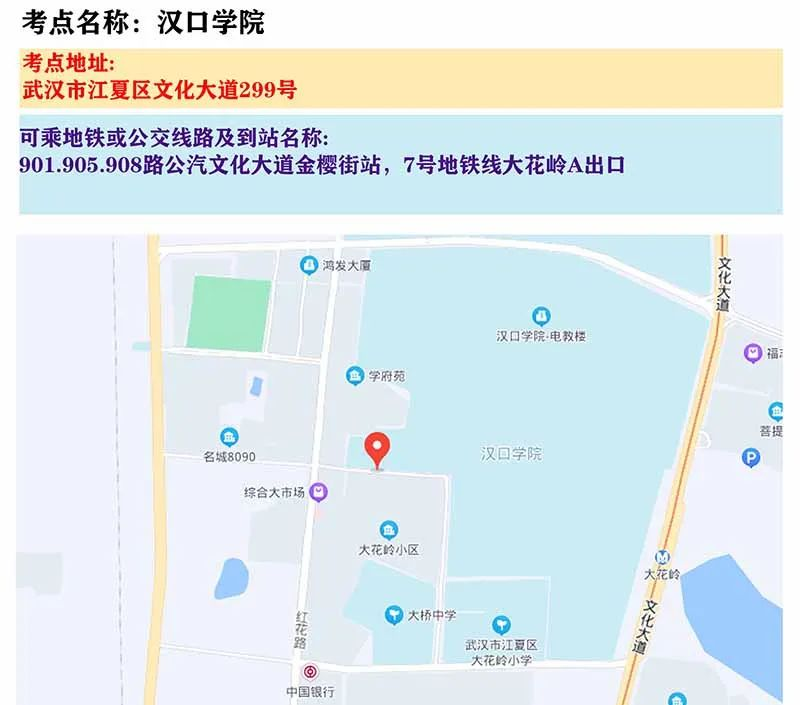 考点名称：汉口学院
考点地址:
武汉市江夏区文化大道299号
可乘地铁或公交线路及到站名称:
901.905.908路公汽文化大道金樱街站，7号地铁线大花岭A出口
鸿发大厦
文化大道
汉口学院-电教楼
福
学府苑
菩提
汉口学院
名城8090
P
综合大市场
大花岭小区
大花岭
大桥中学
文化大道
红花路
武汉市江夏区
大花岭小学
中国银行